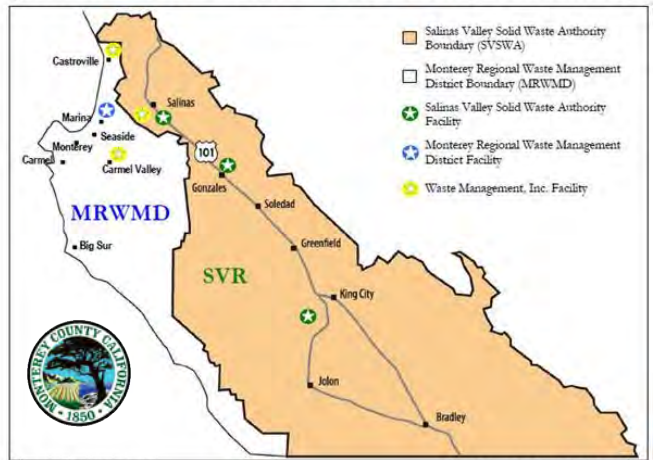 Salinas Valley Solid Waste Authority
Boundary (SVSWA)
Monterey Regional Waste Management
District Boundary (MRWMD)
Salinas Valley Solid Waste Authority
Facility
Monterey Regional Waste Management
District Facility
Waste Management, Inc. Facility
Castroville
Salinas
Marina
Seaside
Monterey
101
Carmel
Carmel Valley
Gonzales
Soledad
MRWMD
Big Sur
Greenfield
SVR
King City
Jolon
Bradley
MONTEREY COUNTY CALIFORNIA
• 1850 •